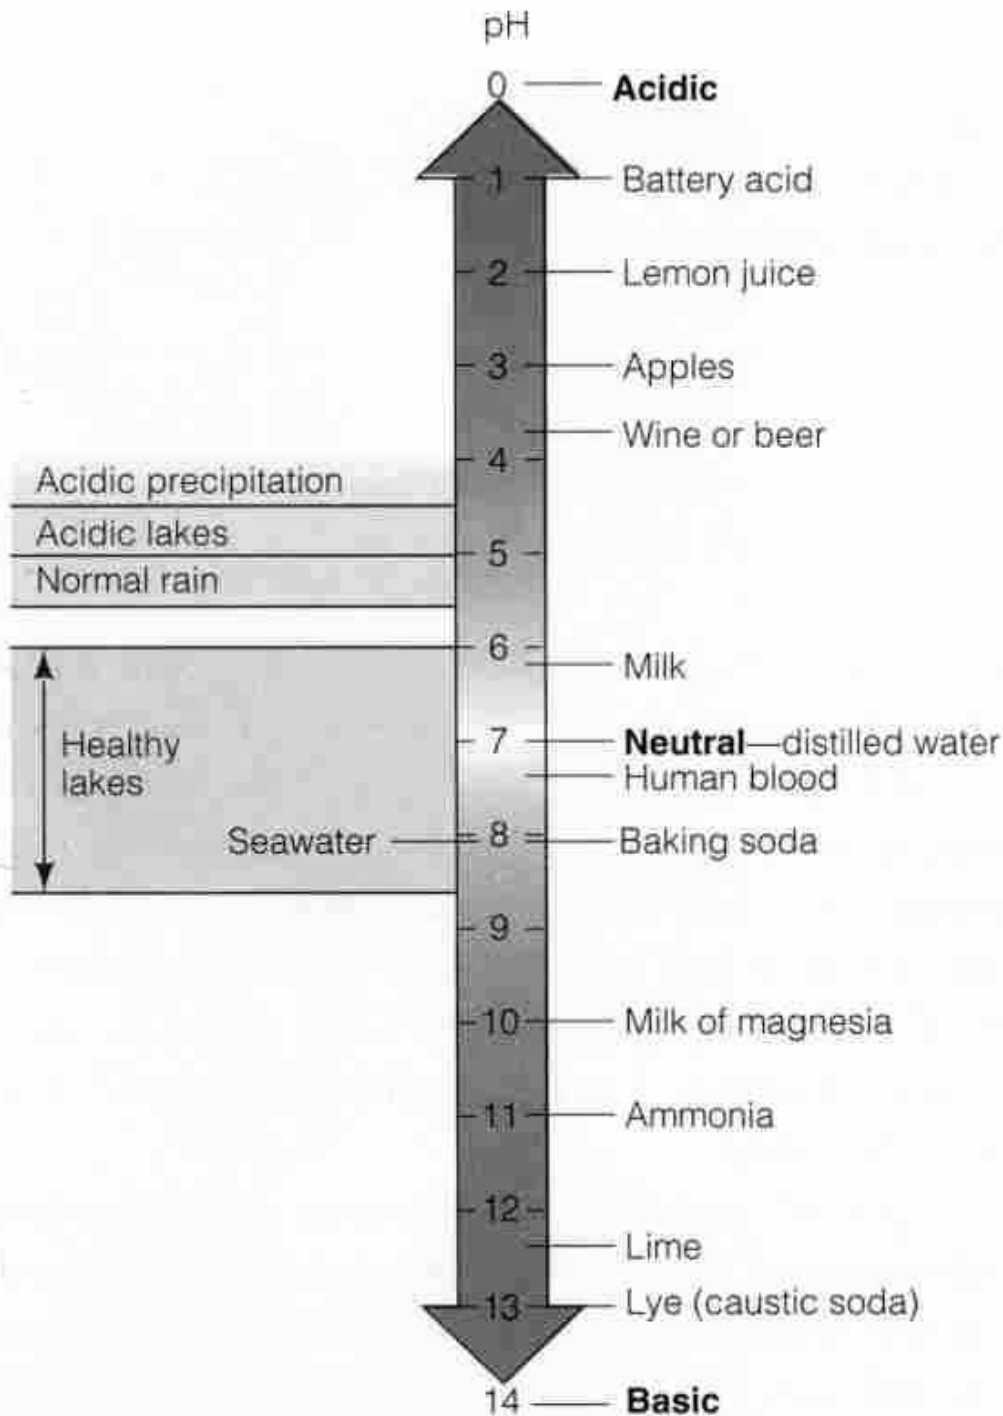 pH
0 Acidic
1 Battery acid
2 Lemon juice
3 Apples
Wine or beer
4
Acidic precipitation
Acidic lakes
5
Normal rain
6
Milk
7 Neutral—distilled water
Healthy
lakes
Human blood
8
Seawater
Baking soda
9
10 Milk of magnesia
11 Ammonia
12
Lime
13 Lye (caustic soda)
14 Basic